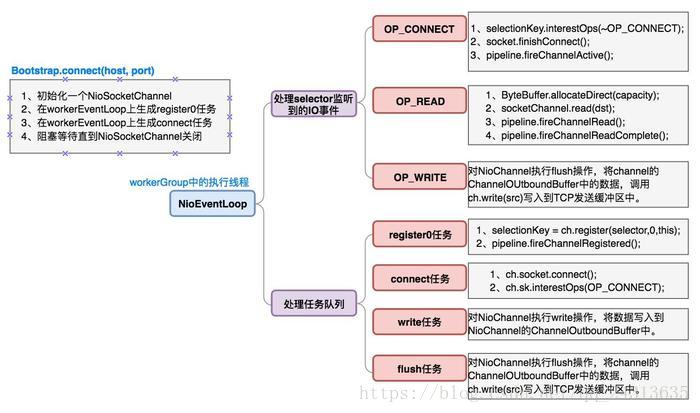 Bootstrap.connect(host, port)
1、初始化一个NioSocketChannel
2、在workerEventLoop上生成register0任务
3、在workerEventLoop上生成connect任务
4、阻塞等待直到NioSocketChannel关闭
workerGroup中的执行线程
NioEventLoop
处理selector监听
到的IO事件
OP_CONNECT
1、selectionKey.interestOps(~OP_CONNECT);
2、socket.finishConnect();
3、pipeline.fireChannelActive();
OP_READ
1、ByteBuffer.allocateDirect(capacity);
2、socketChannel.read(dst);
3、pipeline.fireChannelRead();
4、pipeline.fireChannelReadComplete();
OP_WRITE
对NioChannel执行flush操作，将channel的
ChannelOUtboundBuffer中的数据，调用
ch.write(src)写入到TCP发送缓冲区中。
处理任务队列
register0任务
1、selectionKey = ch.register(selector,0,this);
2、pipeline.fireChannelRegistered();
connect任务
1、ch.socket.connect();
2、ch.sk.interestOps(OP_CONNECT);
write任务
对NioChannel执行write操作，将数据写入到
NioChannel的ChannelOutboundBuffer中。
flush任务
对NioChannel执行flush操作，将channel的
ChannelOUtboundBuffer中的数据，调用
ch.write(src)写入到TCP发送缓冲区中。